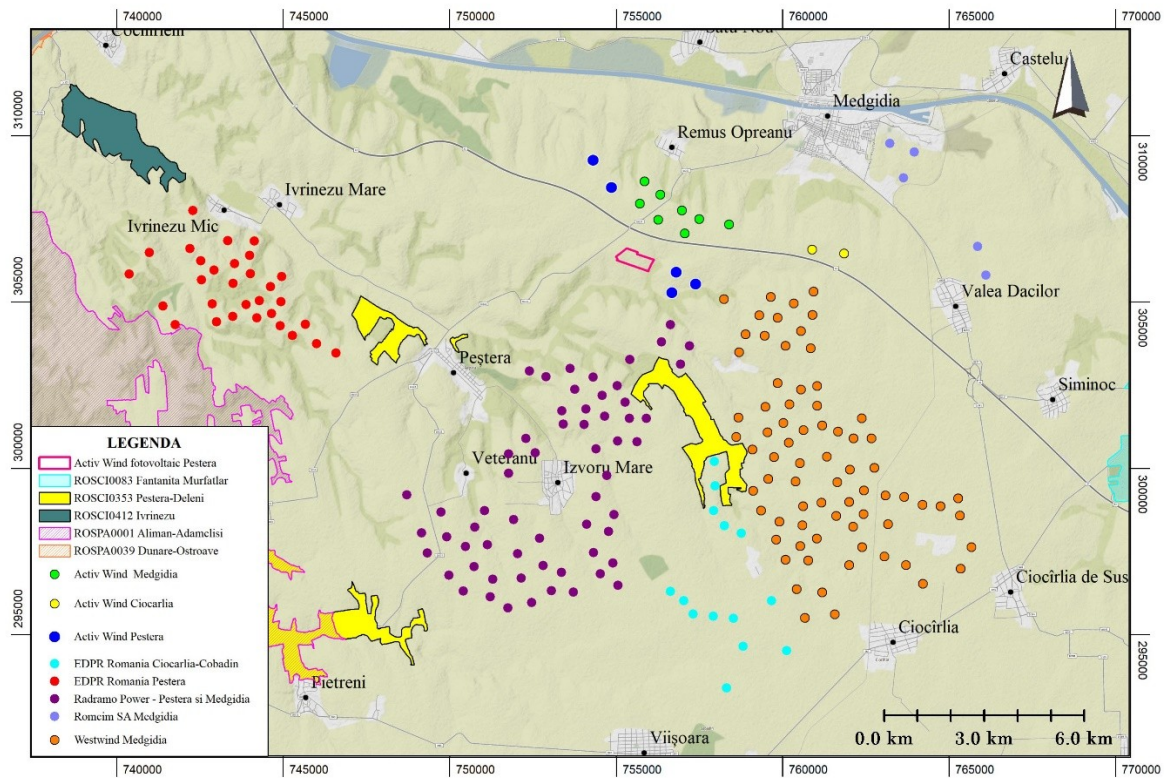 740000 745000 750000 755000 760000 765000 770000
Satu Nou
Castelu
310000
Medgidia
Remus Opreanu
310000
Ivrinezu Mare
Ivrinezu Mic
305000
Valea Dacilor
305000
Peştera
Siminoc
LEGENDA
Activ Wind fotovoltaic Pestera
ROSCI0083 Fantanita Murfatlar
ROSCI0353 Pestera-Deleni
ROSCI0412 Ivrinezu
ROSPA0001 Aliman-Adamclisi
ROSPA0039 Dunare-Ostroave
Activ Wind Medgidia
Activ Wind Ciocarlia
Activ Wind Pestera
EDPR Romania Ciocarlia-Cobadin
EDPR Romania Pestera
Radramo Power - Pestera si Medgidia
Romcim SA Medgidia
Westwind Medgidia
300000
Veteranu
Izvoru Mare
300000
Ciocîrlia de Sus
295000
Ciocîrlia
295000
Pietreni
Viişoara
0.0 km 3.0 km 6.0 km
740000 745000 750000 755000 760000 765000 770000